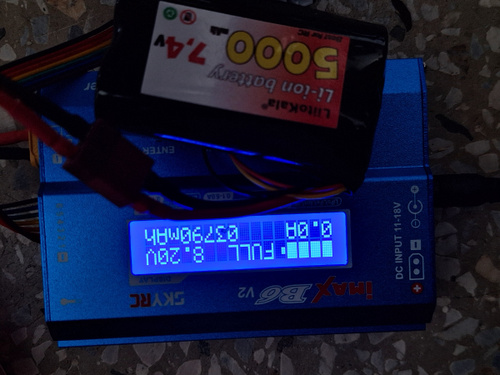 LiitoKala®
Li-ion battery
5000 mAh
7,4V
ENTER
DC INPUT 11-18V
iMAX B6 V2
SKYRC
.FULL 8.20V
0.0A 03790mAh